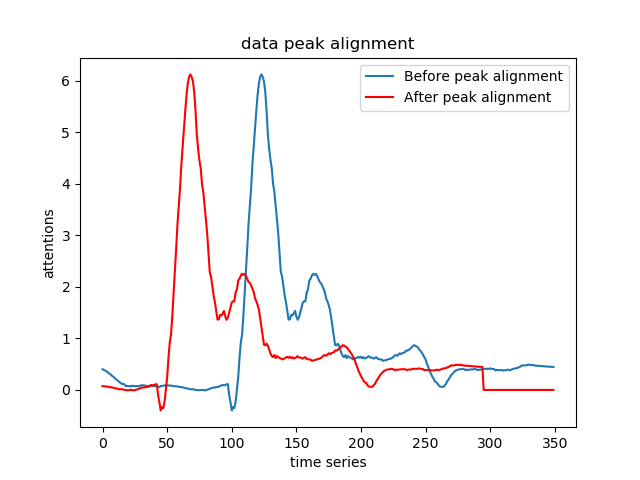 data peak alignment
Before peak alignment
After peak alignment
6
5
4
3
2
1
0
attentions
0 50 100 150 200 250 300 350
time series